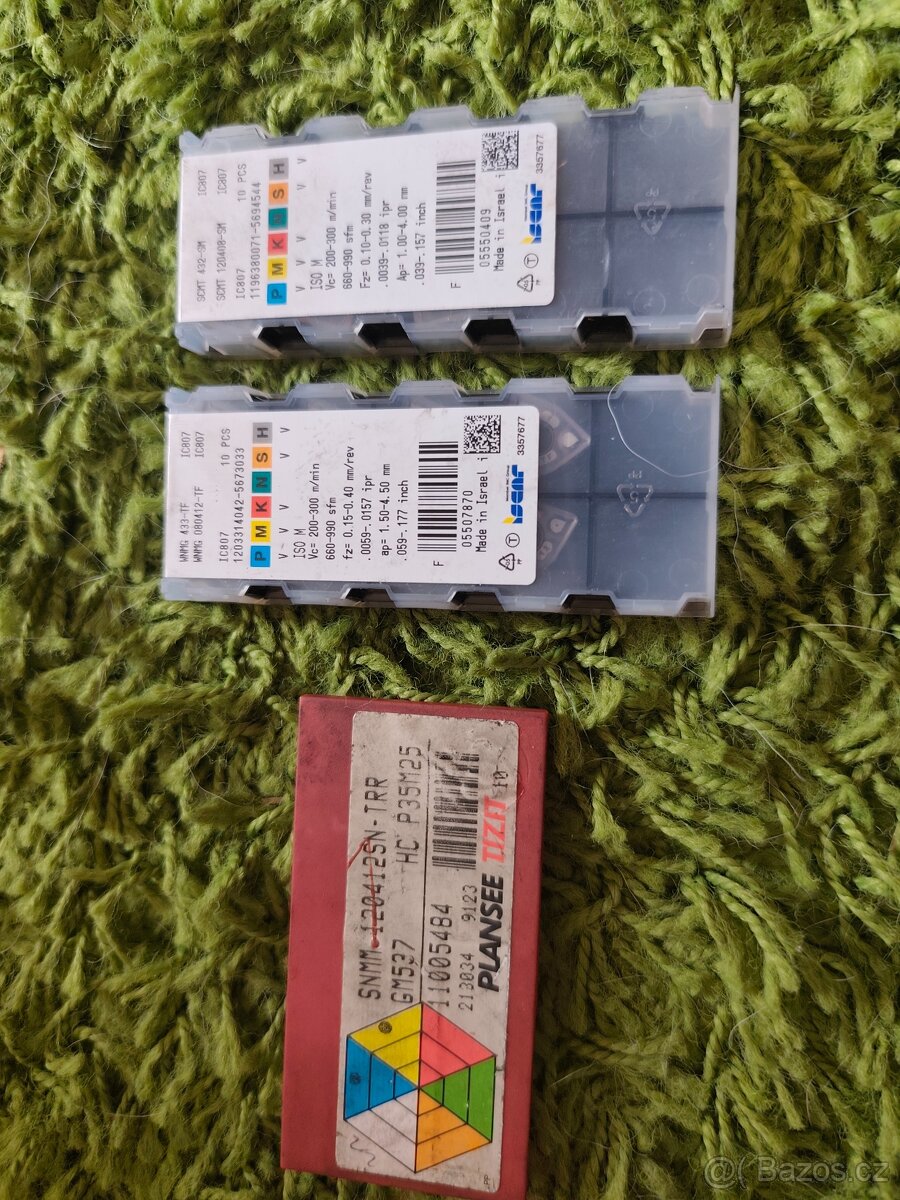 SCMT 432-SM IC807
SCMT 120408-SM IC807
IC807 10 PCS
1196380071-5694544
P M K N S H
V V V V V
ISO M
Vc= 200-300 m/min
660-990 sfm
Fz= 0.10-0.30 mm/rev
.0039-.0118 ipr
Ap= 1.00-4.00 mm
.039-.157 inch
F
05550409
Made in Israel i
iscar 3357677
WNMG 433-TF IC807
WNMG 080412-TF IC807
IC807 10 PCS
1203314042-5673033
P M K N S H
V ~ V V V V
ISO M
Vc= 200-300 m/min
660-990 sfm
fz= 0.15-0.40 mm/rev
.0059-.0157 ipr
ap= 1.50-4.50 mm
.059-.177 inch
F
05507870
Made in Israel i
iscar 3357677
SNMM-120412SN-TRR
GM537 HC P35M25
11005484
213034 9123 10
PLANSEE TIZIT
@ Bazos.cz